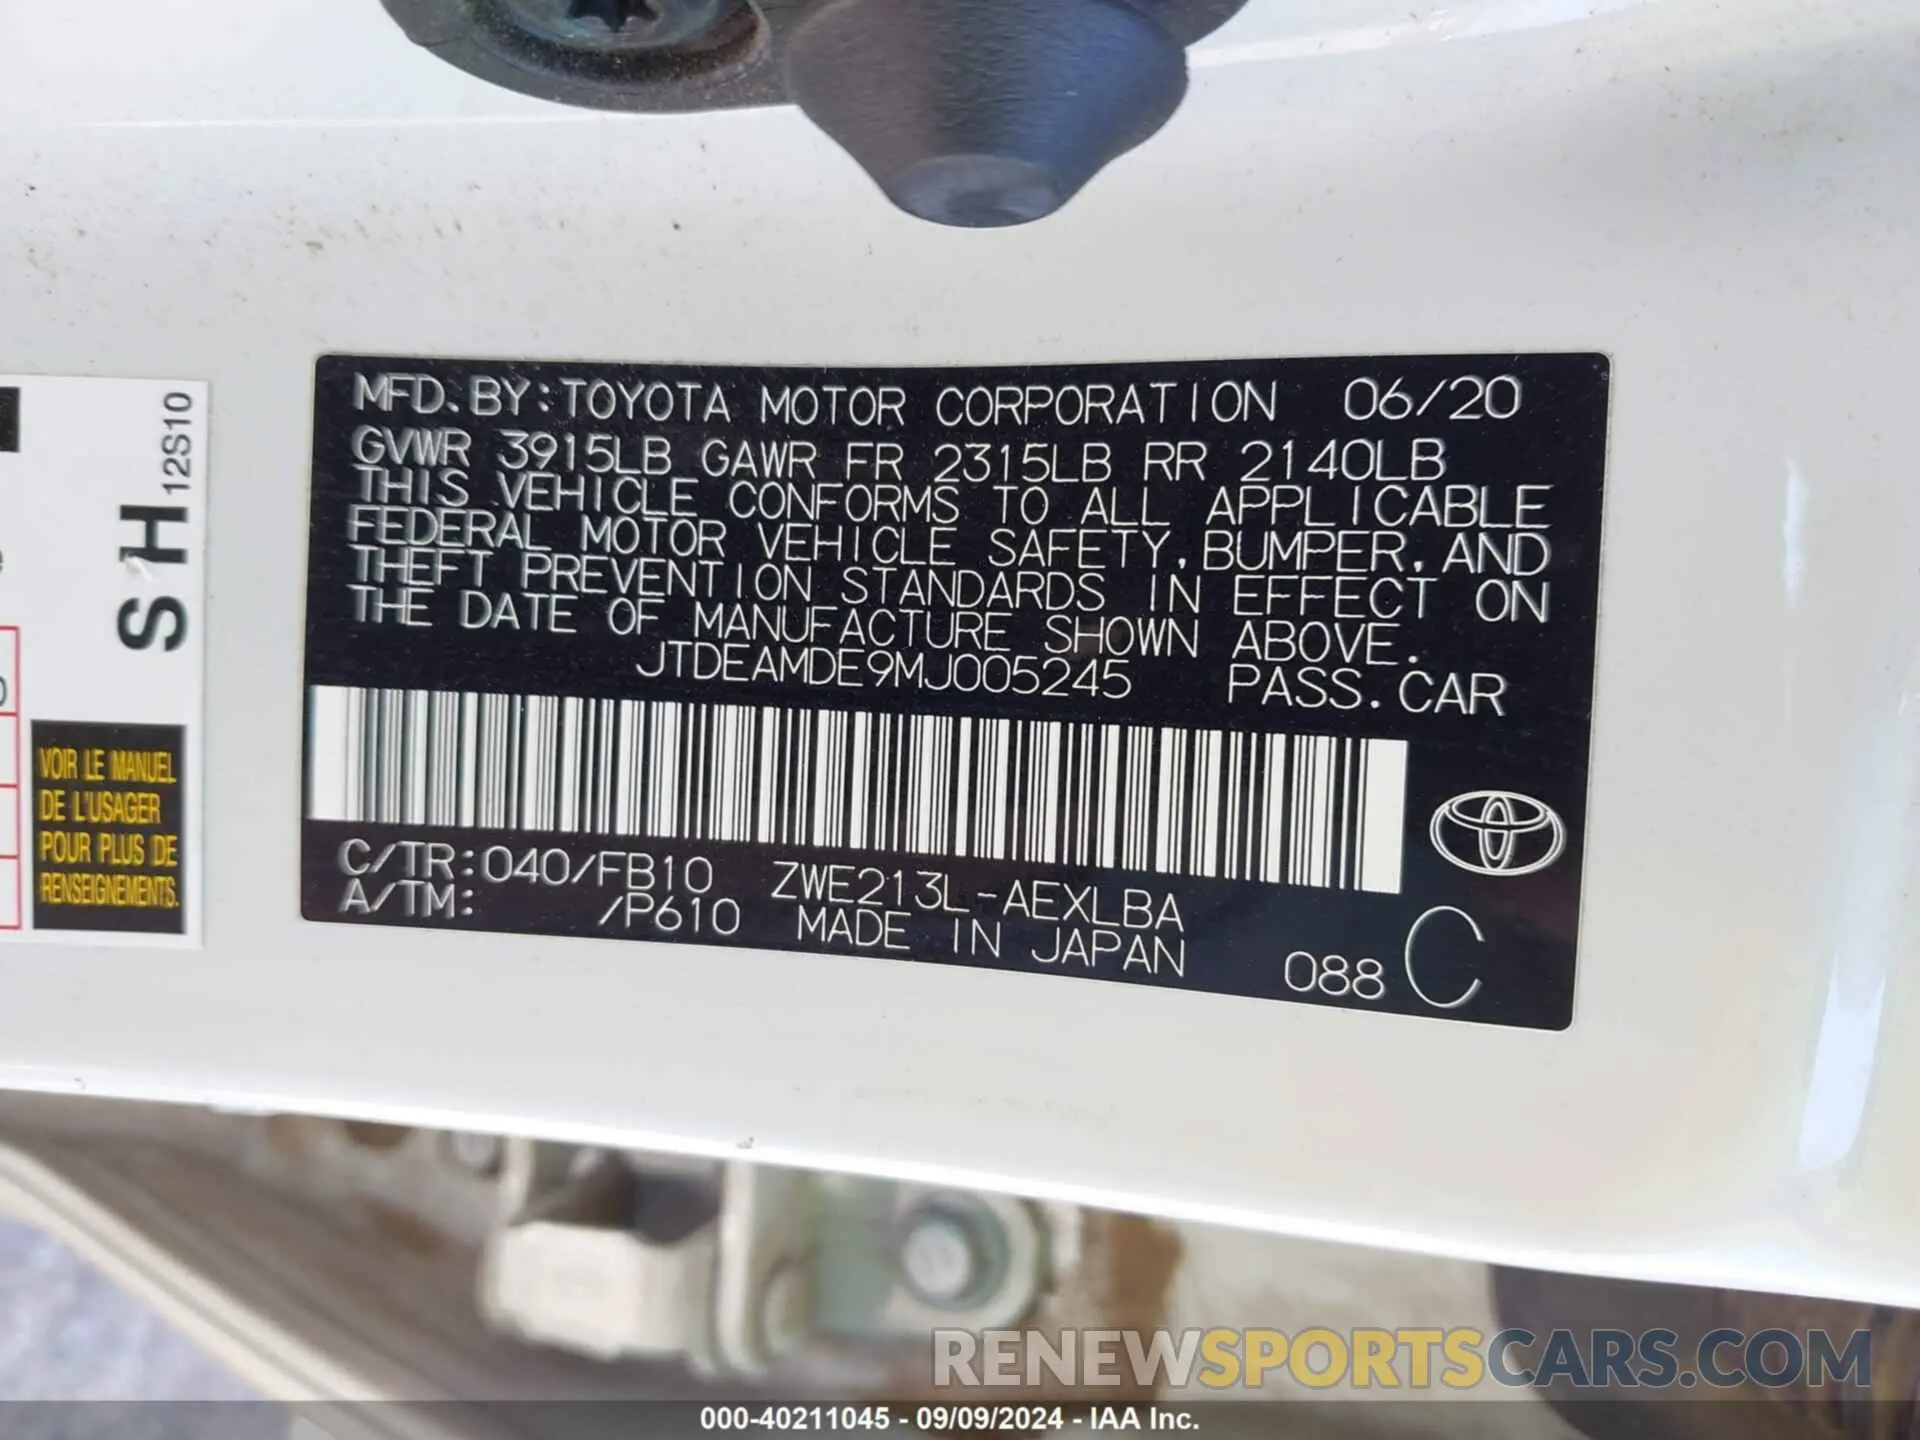 MFD. BY: TOYOTA MOTOR CORPORATION 06/20
GVWR 3915LB GAWR FR 2315LB RR 2140LB
THIS VEHICLE CONFORMS TO ALL APPLICABLE
FEDERAL MOTOR VEHICLE SAFETY, BUMPER, AND
THEFT PREVENTION STANDARDS IN EFFECT ON
THE DATE OF MANUFACTURE SHOWN ABOVE.
JTDEAMDE9MJ005245 PASS. CAR
C/TR: 040/FB10 ZWE213L-AEXLBA
A/TM: /P610 MADE IN JAPAN
088 C
S H 12S10
VOIR LE MANUEL
DE L'USAGER
POUR PLUS DE
RENSEIGNEMENTS.
RENEWSPORTSCARS.COM
000-40211045 - 09/09/2024 - IAA Inc.